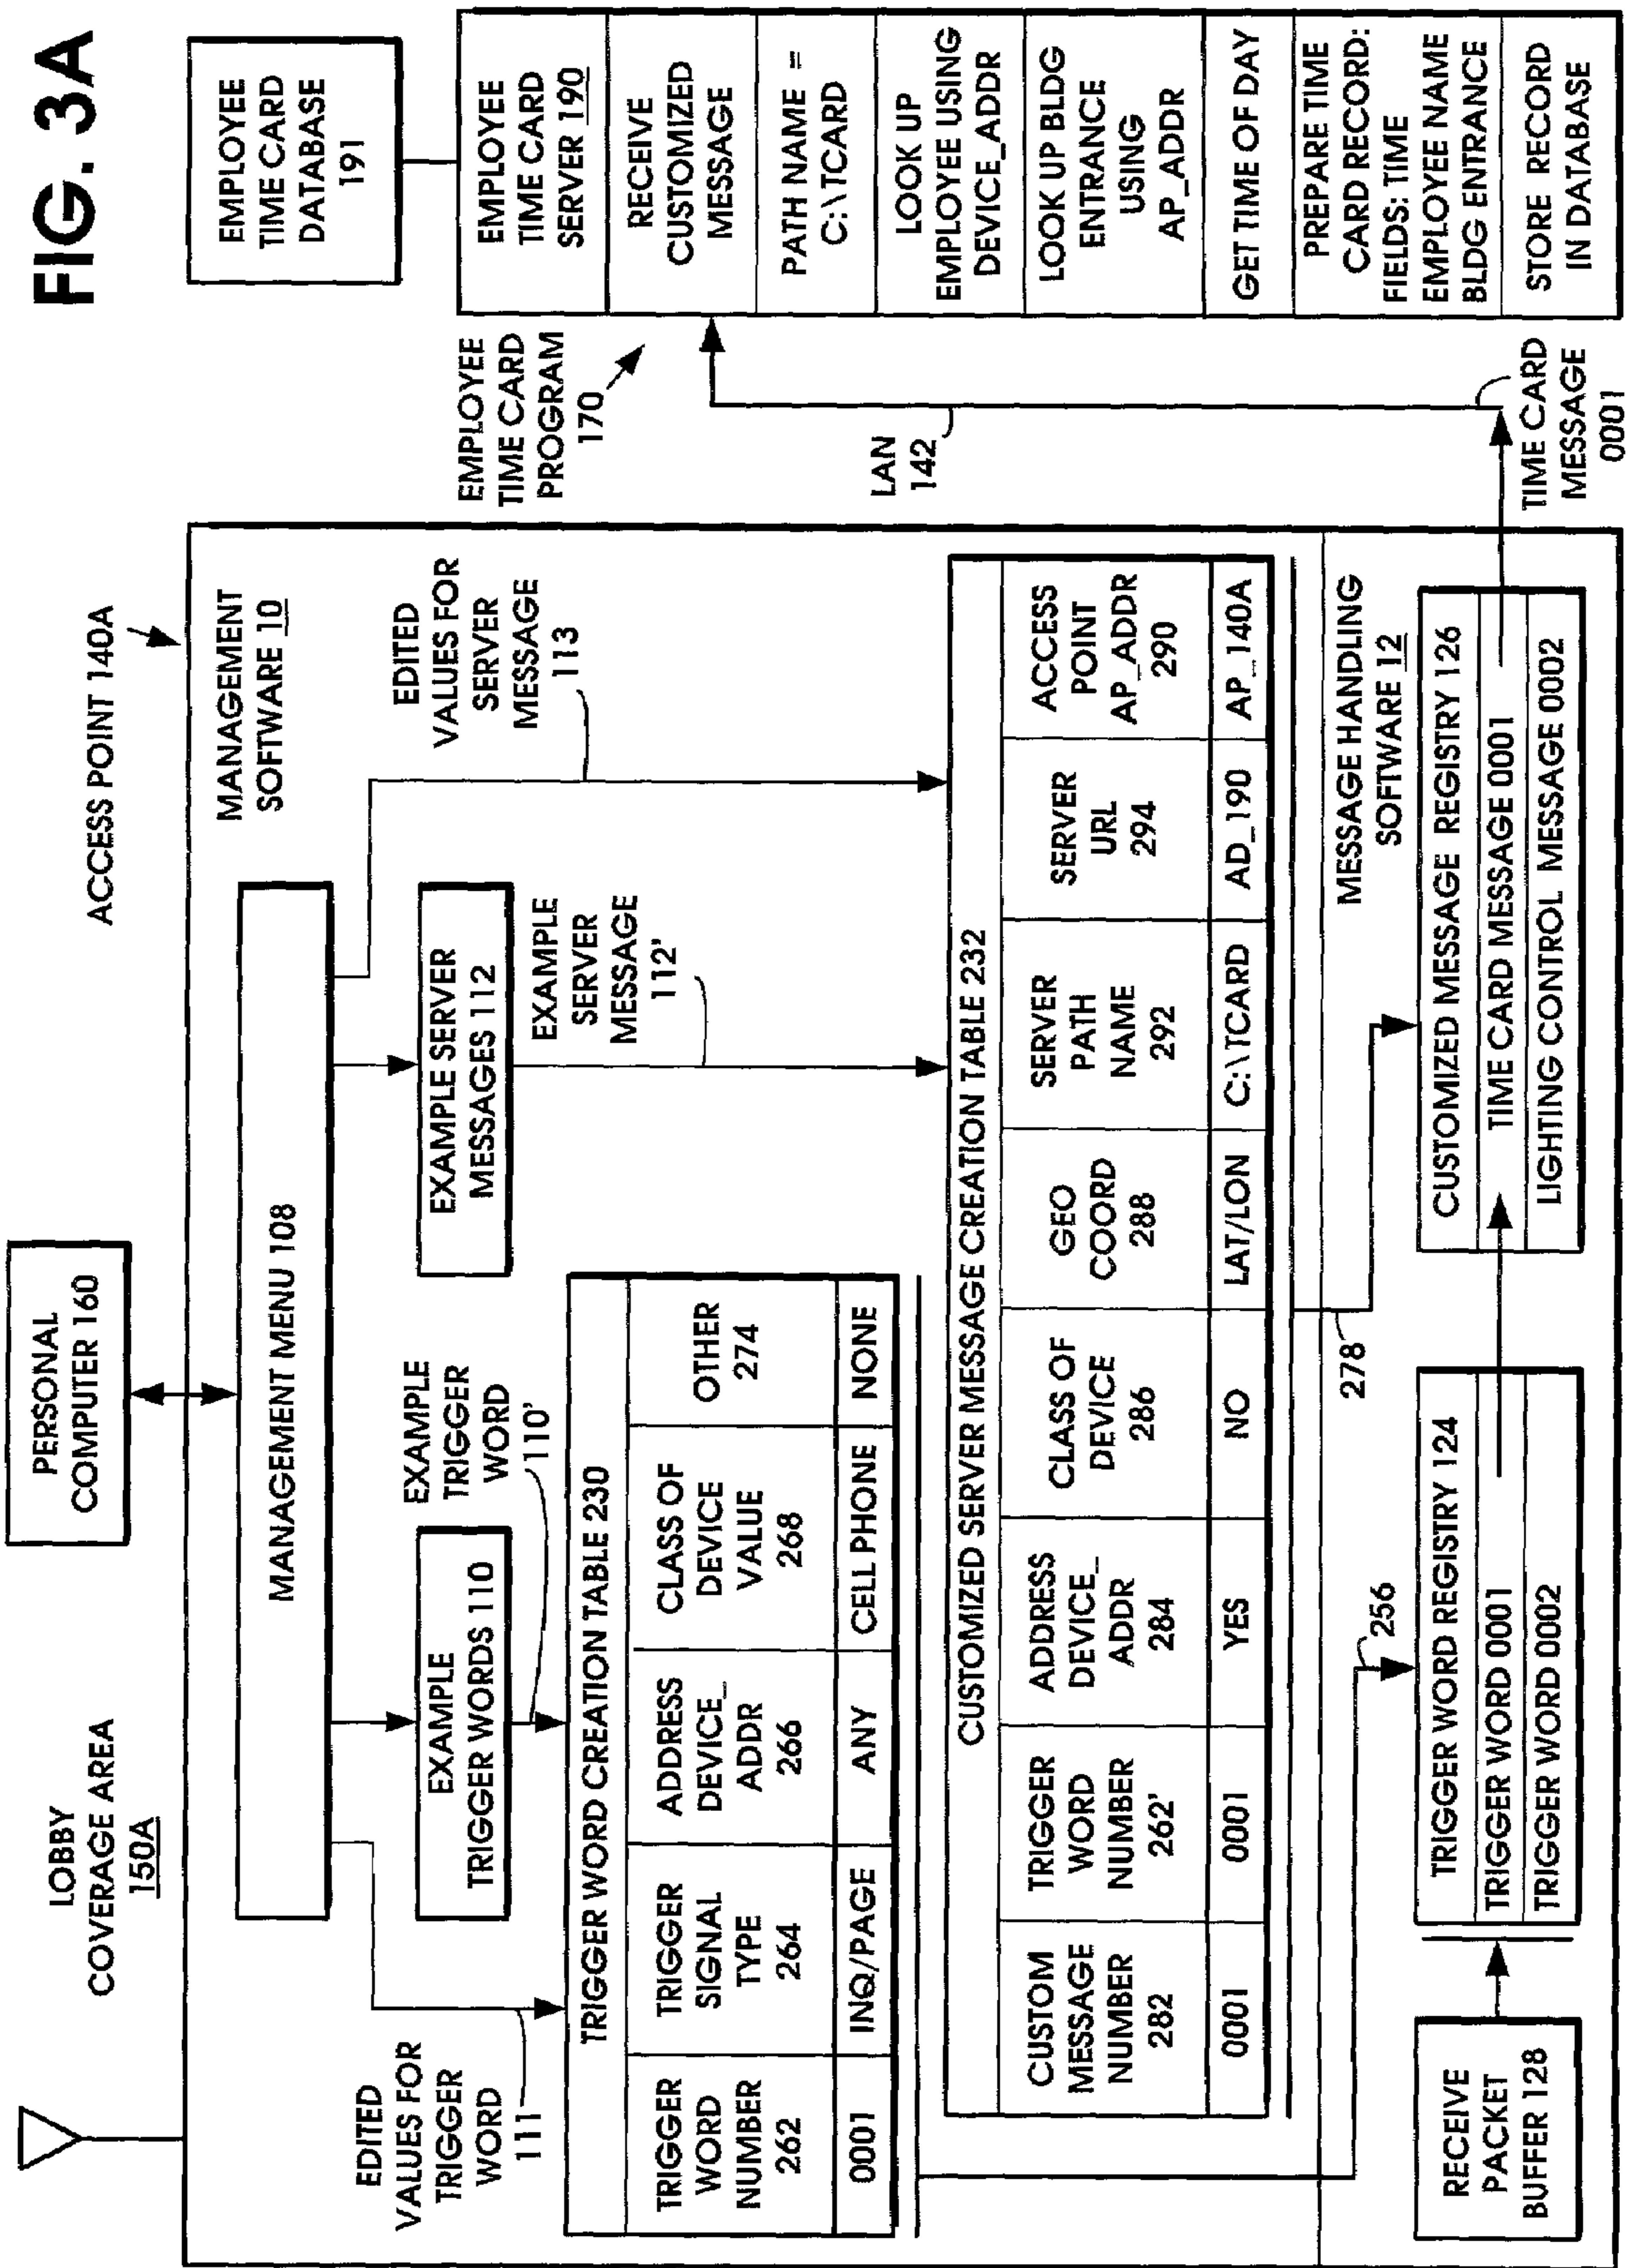 FIG. 3A
LOBBY
COVERAGE AREA
150A
PERSONAL
COMPUTER 160
ACCESS POINT 140A
MANAGEMENT
SOFTWARE 10
MANAGEMENT MENU 108
EDITED
VALUES FOR
TRIGGER
WORD
111
EXAMPLE
TRIGGER WORDS 110
EXAMPLE
TRIGGER
WORD
110'
EXAMPLE SERVER
MESSAGES 112
EXAMPLE
SERVER
MESSAGE
112'
EDITED
VALUES FOR
SERVER
MESSAGE
113
TRIGGER WORD CREATION TABLE 230
TRIGGER
WORD
NUMBER
262
TRIGGER
SIGNAL
TYPE
264
ADDRESS
DEVICE_
ADDR
266
CLASS OF
DEVICE
VALUE
268
OTHER
274
0001
INQ/PAGE
ANY
CELL PHONE
NONE
CUSTOMIZED SERVER MESSAGE CREATION TABLE 232
CUSTOM
MESSAGE
NUMBER
282
TRIGGER
WORD
NUMBER
262'
ADDRESS
DEVICE_
ADDR
284
CLASS OF
DEVICE
286
GEO
COORD
288
SERVER
PATH
NAME
292
SERVER
URL
294
ACCESS
POINT
AP_ADDR
290
0001
0001
YES
NO
LAT/LON
C:\TCARD
AD_190
AP_140A
256
278
MESSAGE HANDLING
SOFTWARE 12
RECEIVE
PACKET
BUFFER 128
TRIGGER WORD REGISTRY 124
TRIGGER WORD 0001
TRIGGER WORD 0002
CUSTOMIZED MESSAGE REGISTRY 126
TIME CARD MESSAGE 0001
LIGHTING CONTROL MESSAGE 0002
TIME CARD
MESSAGE
0001
LAN
142
EMPLOYEE
TIME CARD
PROGRAM
170
EMPLOYEE
TIME CARD
DATABASE
191
EMPLOYEE
TIME CARD
SERVER 190
RECEIVE
CUSTOMIZED
MESSAGE
PATH NAME =
C:\TCARD
LOOK UP
EMPLOYEE USING
DEVICE_ADDR
LOOK UP BLDG
ENTRANCE
USING
AP_ADDR
GET TIME OF DAY
PREPARE TIME
CARD RECORD:
FIELDS: TIME
EMPLOYEE NAME
BLDG ENTRANCE
STORE RECORD
IN DATABASE